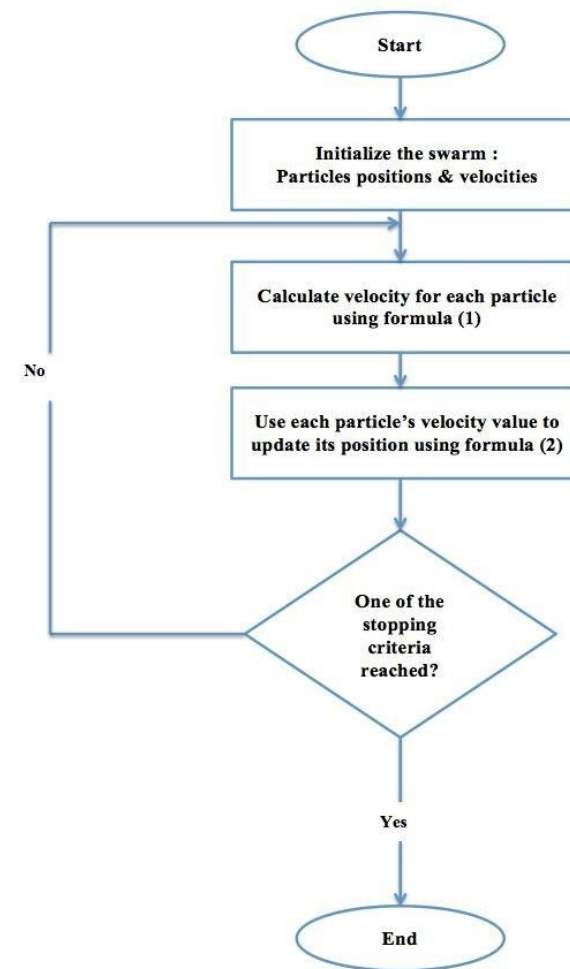 Start
Initialize the swarm :
Particles positions & velocities
Calculate velocity for each particle
using formula (1)
No
Use each particle's velocity value to
update its position using formula (2)
One of the
stopping
criteria
reached?
Yes
End